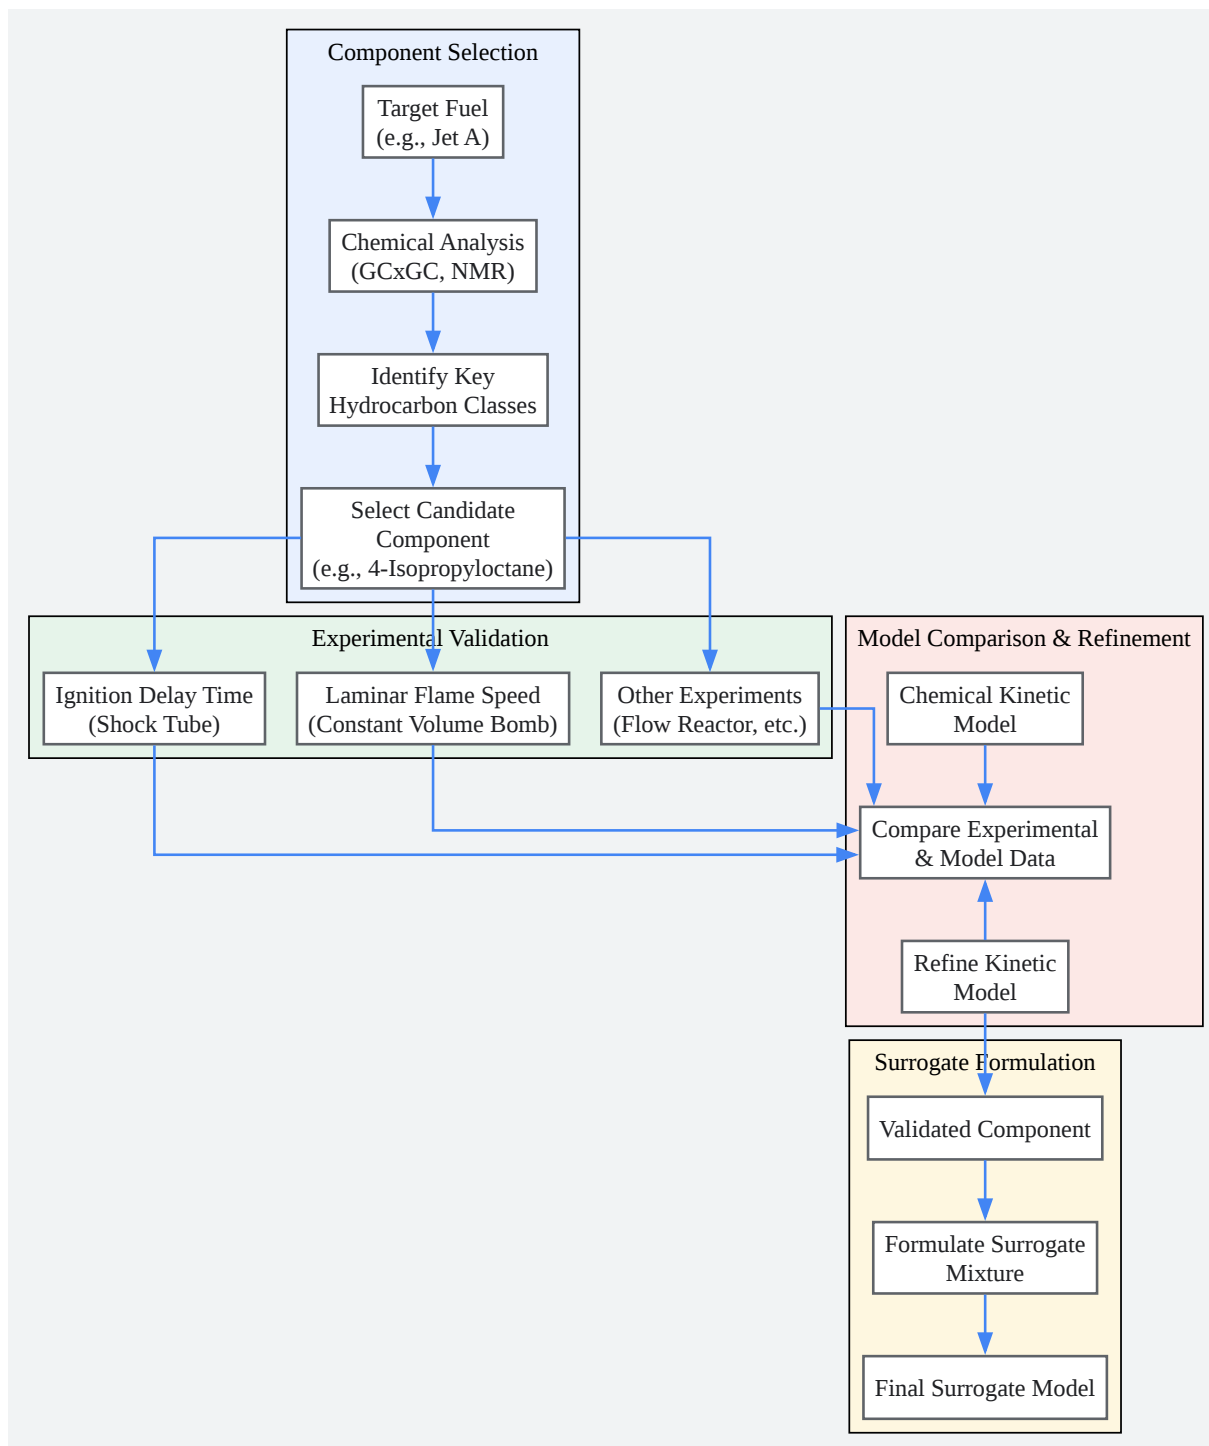 Component Selection
Target Fuel
(e.g., Jet A)
Chemical Analysis
(GCxGC, NMR)
Identify Key
Hydrocarbon Classes
Select Candidate
Component
(e.g., 4-Isopropyloctane)
Experimental Validation
Ignition Delay Time
(Shock Tube)
Laminar Flame Speed
(Constant Volume Bomb)
Other Experiments
(Flow Reactor, etc.)
Model Comparison & Refinement
Chemical Kinetic
Model
Compare Experimental
& Model Data
Refine Kinetic
Model
Surrogate Formulation
Validated Component
Formulate Surrogate
Mixture
Final Surrogate Model